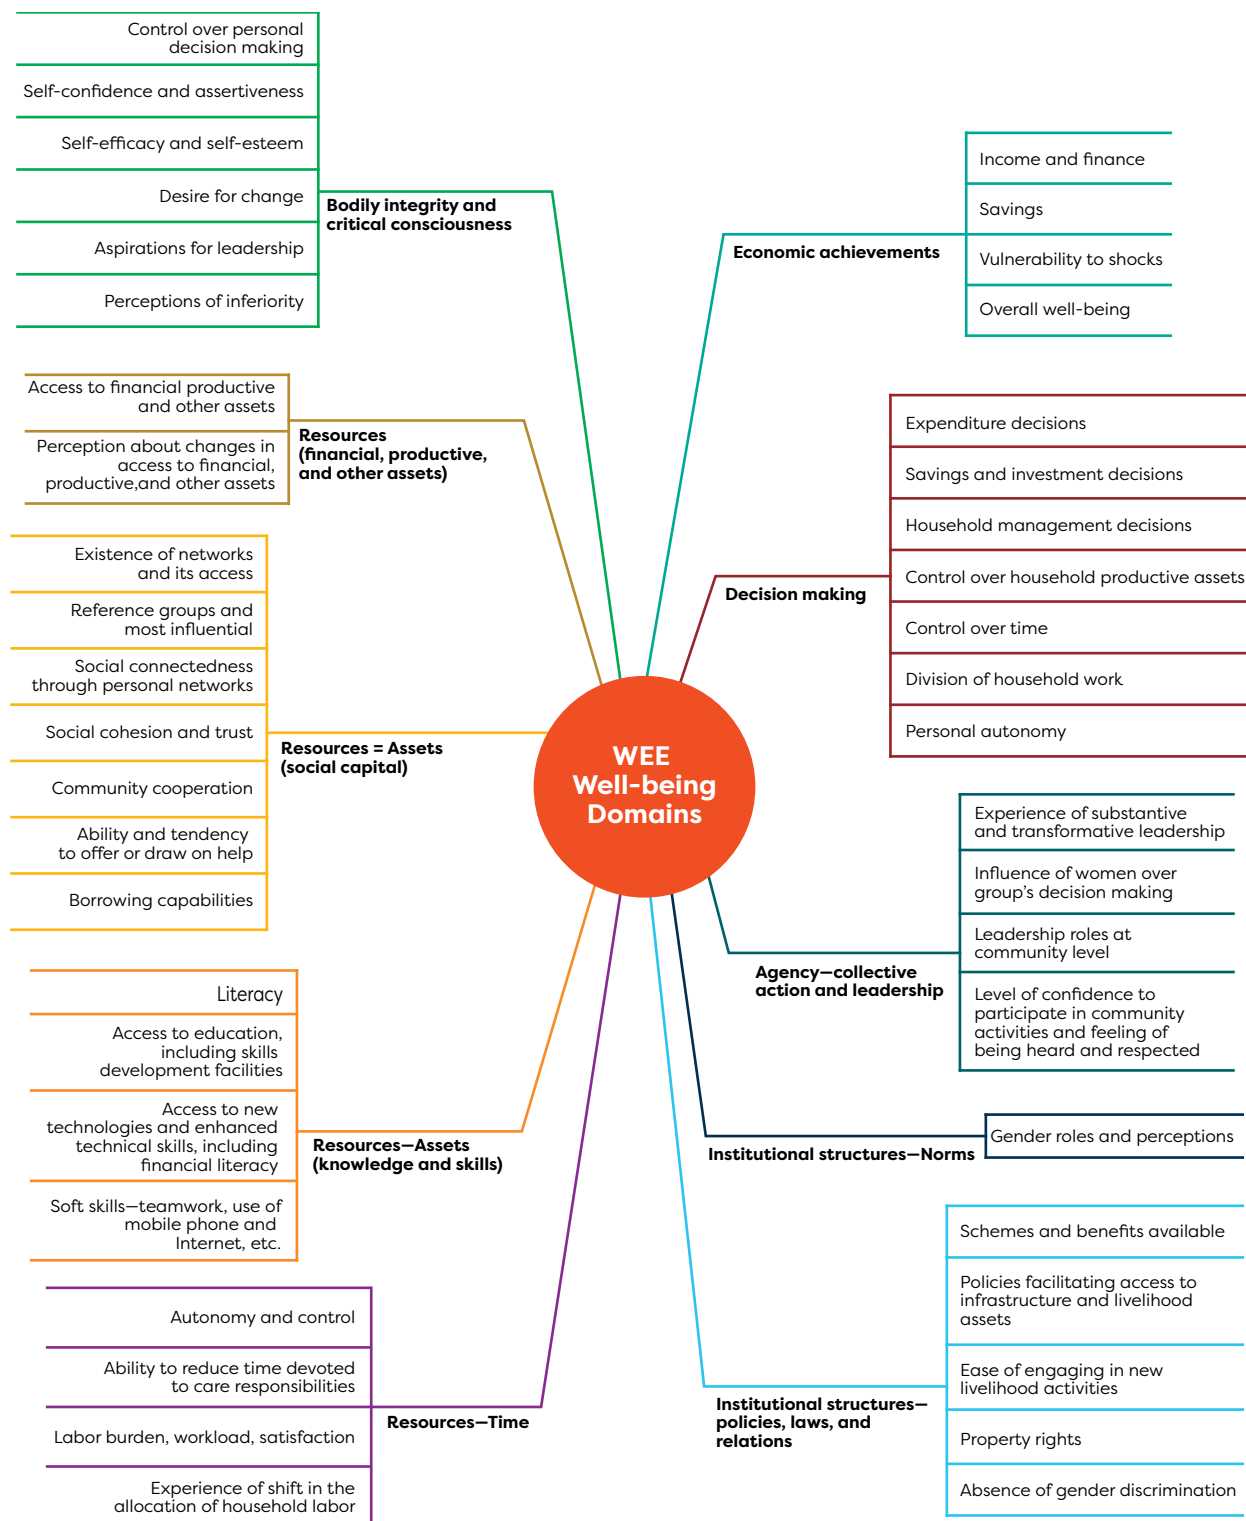 Control over personal
decision making
Self-confidence and assertiveness
Self-efficacy and self-esteem
Desire for change
Aspirations for leadership
Perceptions of inferiority
Bodily integrity and
critical consciousness
Access to financial productive
and other assets
Perception about changes in
access to financial,
productive,and other assets
Resources
(financial, productive,
and other assets)
Existence of networks
and its access
Reference groups and
most influential
Social connectedness
through personal networks
Social cohesion and trust
Community cooperation
Ability and tendency
to offer or draw on help
Borrowing capabilities
Resources = Assets
(social capital)
Literacy
Access to education,
including skills
development facilities
Access to new
technologies and enhanced
technical skills, including
financial literacy
Soft skills—teamwork, use of
mobile phone and
Internet, etc.
Resources—Assets
(knowledge and skills)
Autonomy and control
Ability to reduce time devoted
to care responsibilities
Labor burden, workload, satisfaction
Experience of shift in the
allocation of household labor
Resources—Time
WEE
Well-being
Domains
Economic achievements
Income and finance
Savings
Vulnerability to shocks
Overall well-being
Decision making
Expenditure decisions
Savings and investment decisions
Household management decisions
Control over household productive assets
Control over time
Division of household work
Personal autonomy
Agency—collective
action and leadership
Experience of substantive
and transformative leadership
Influence of women over
group’s decision making
Leadership roles at
community level
Level of confidence to
participate in community
activities and feeling of
being heard and respected
Institutional structures—Norms
Gender roles and perceptions
Institutional structures—
policies, laws, and
relations
Schemes and benefits available
Policies facilitating access to
infrastructure and livelihood
assets
Ease of engaging in new
livelihood activities
Property rights
Absence of gender discrimination